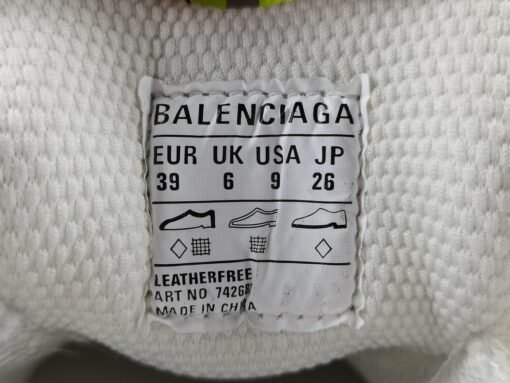 BALENCIAGA
EUR UK USA JP
39 6 9 26
LEATHERFREE
ART NO
MADE IN CHINA